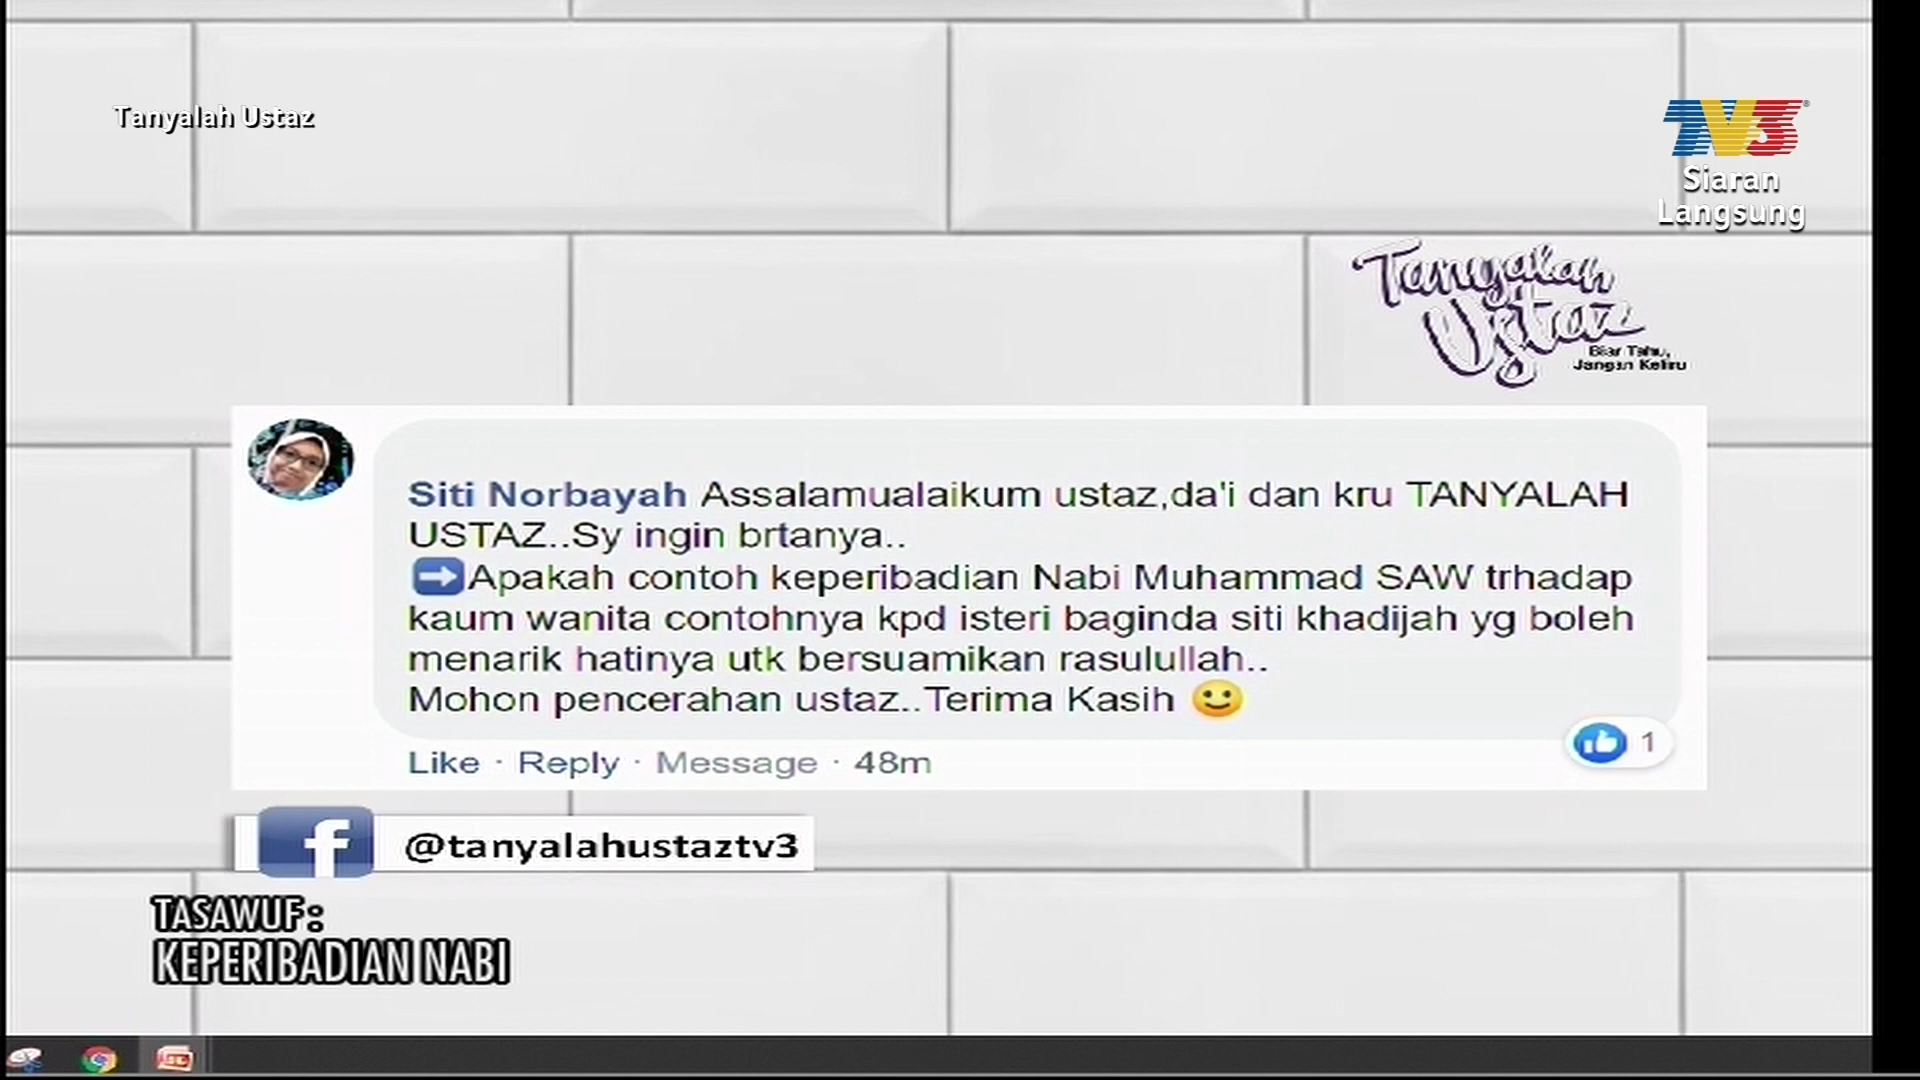 Tanyalah Ustaz
TV3
Siaran
Langsung
Tanyalah
Ustaz
Biar Tahu,
Jangan Keliru
Siti Norbayah Assalamualaikum ustaz,da'i dan kru TANYALAH
USTAZ..Sy ingin brtanya..
➡Apakah contoh keperibadian Nabi Muhammad SAW trhadap
kaum wanita contohnya kpd isteri baginda siti khadijah yg boleh
menarik hatinya utk bersuamikan rasulullah..
Mohon pencerahan ustaz..Terima Kasih 🙂
1
Like · Reply · Message · 48m
f @tanyalahustaztv3
TASAWUF :
KEPERIBADIAN NABI